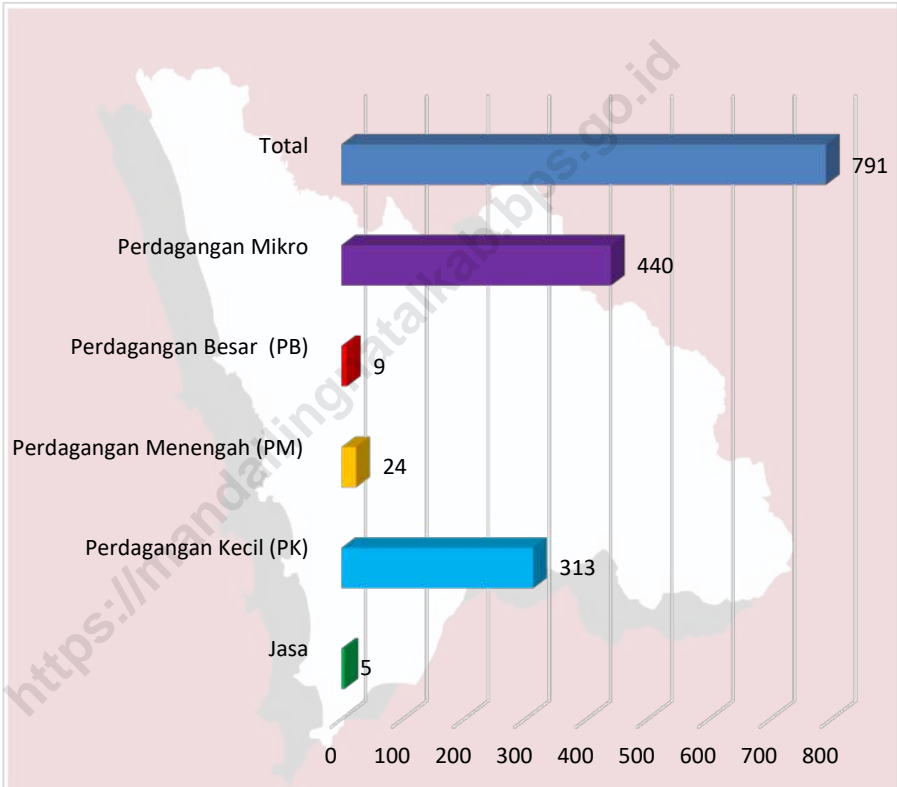 Total
791
Perdagangan Mikro
440
Perdagangan Besar (PB)
9
Perdagangan Menengah (PM)
24
Perdagangan Kecil (PK)
313
Jasa
5
0 100 200 300 400 500 600 700 800
https://mandailingnatalkab.bps.go.id